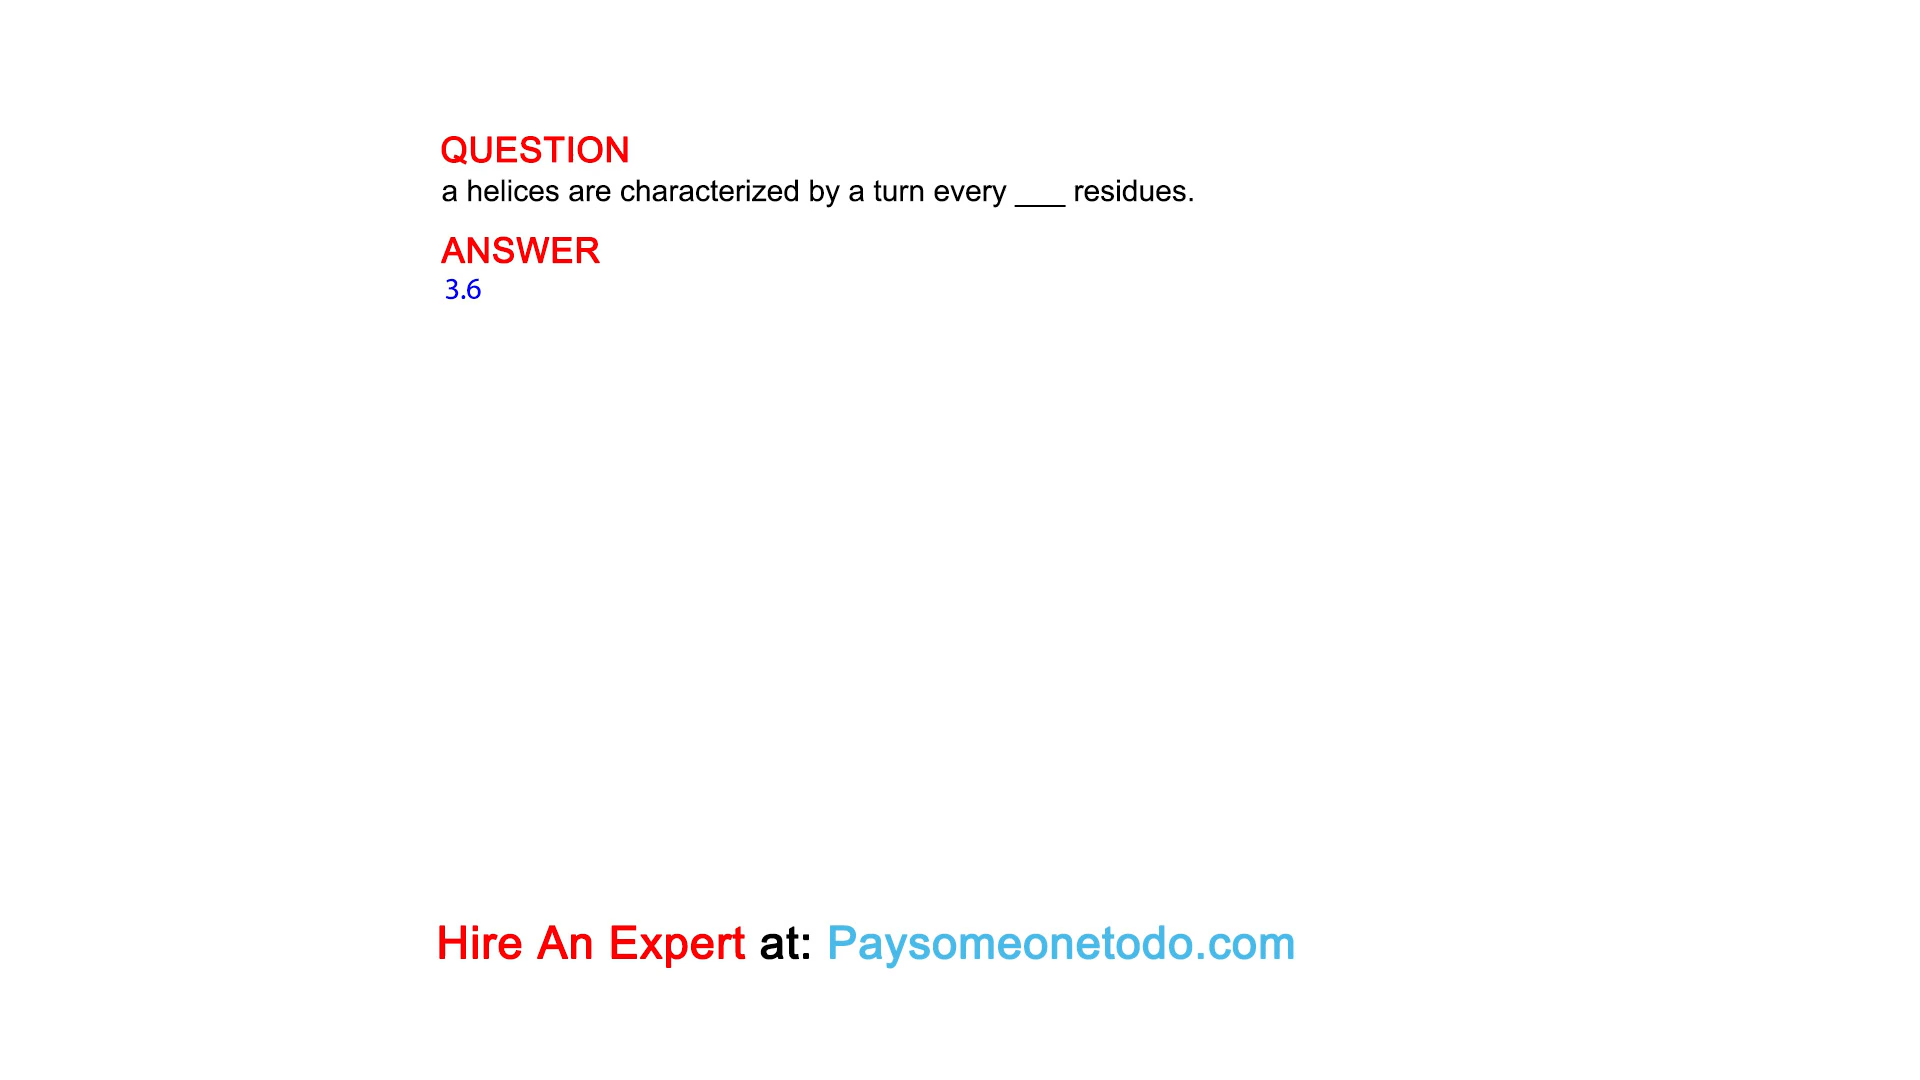 QUESTION
a helices are characterized by a turn every ___ residues.
ANSWER
3.6
Hire An Expert at: Paysomeonetodo.com